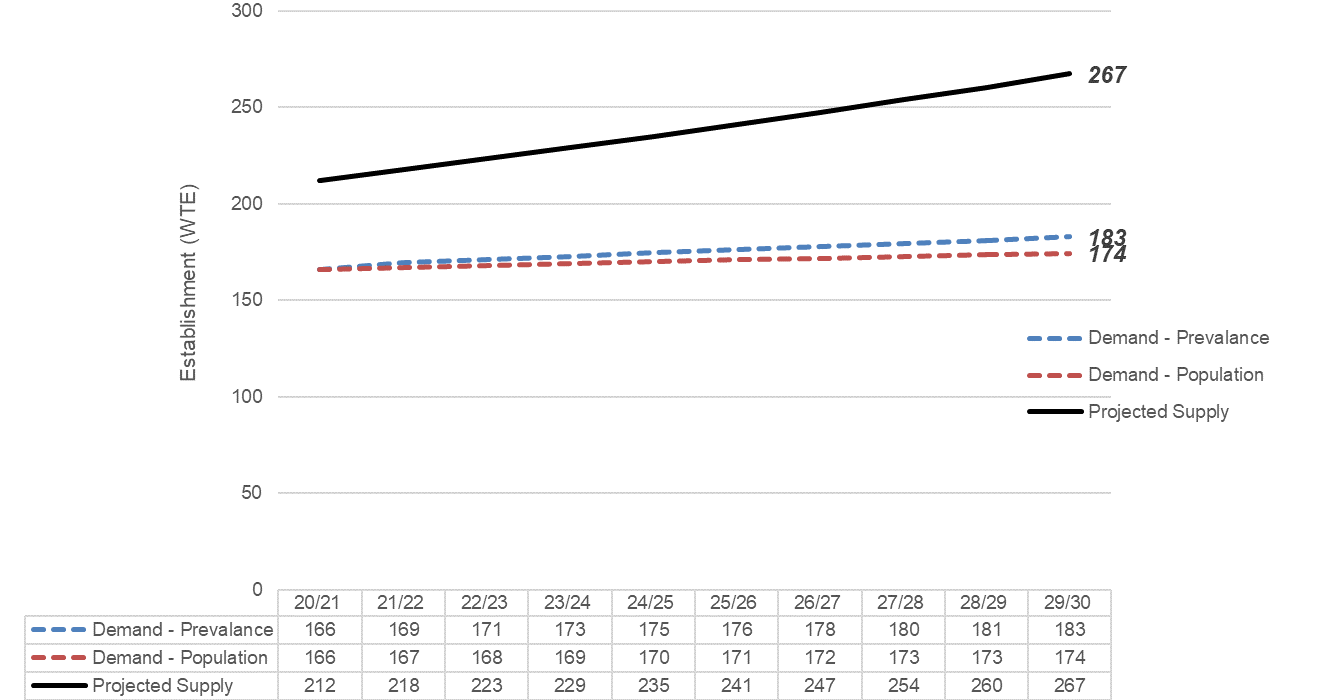 300
250
200
150
100
50
0
Establishment (WTE)
267
183
174
Demand - Prevalance
Demand - Population
Projected Supply
20/21 21/22 22/23 23/24 24/25 25/26 26/27 27/28 28/29 29/30
Demand - Prevalance 166 169 171 173 175 176 178 180 181 183
Demand - Population 166 167 168 169 170 171 172 173 173 174
Projected Supply 212 218 223 229 235 241 247 254 260 267